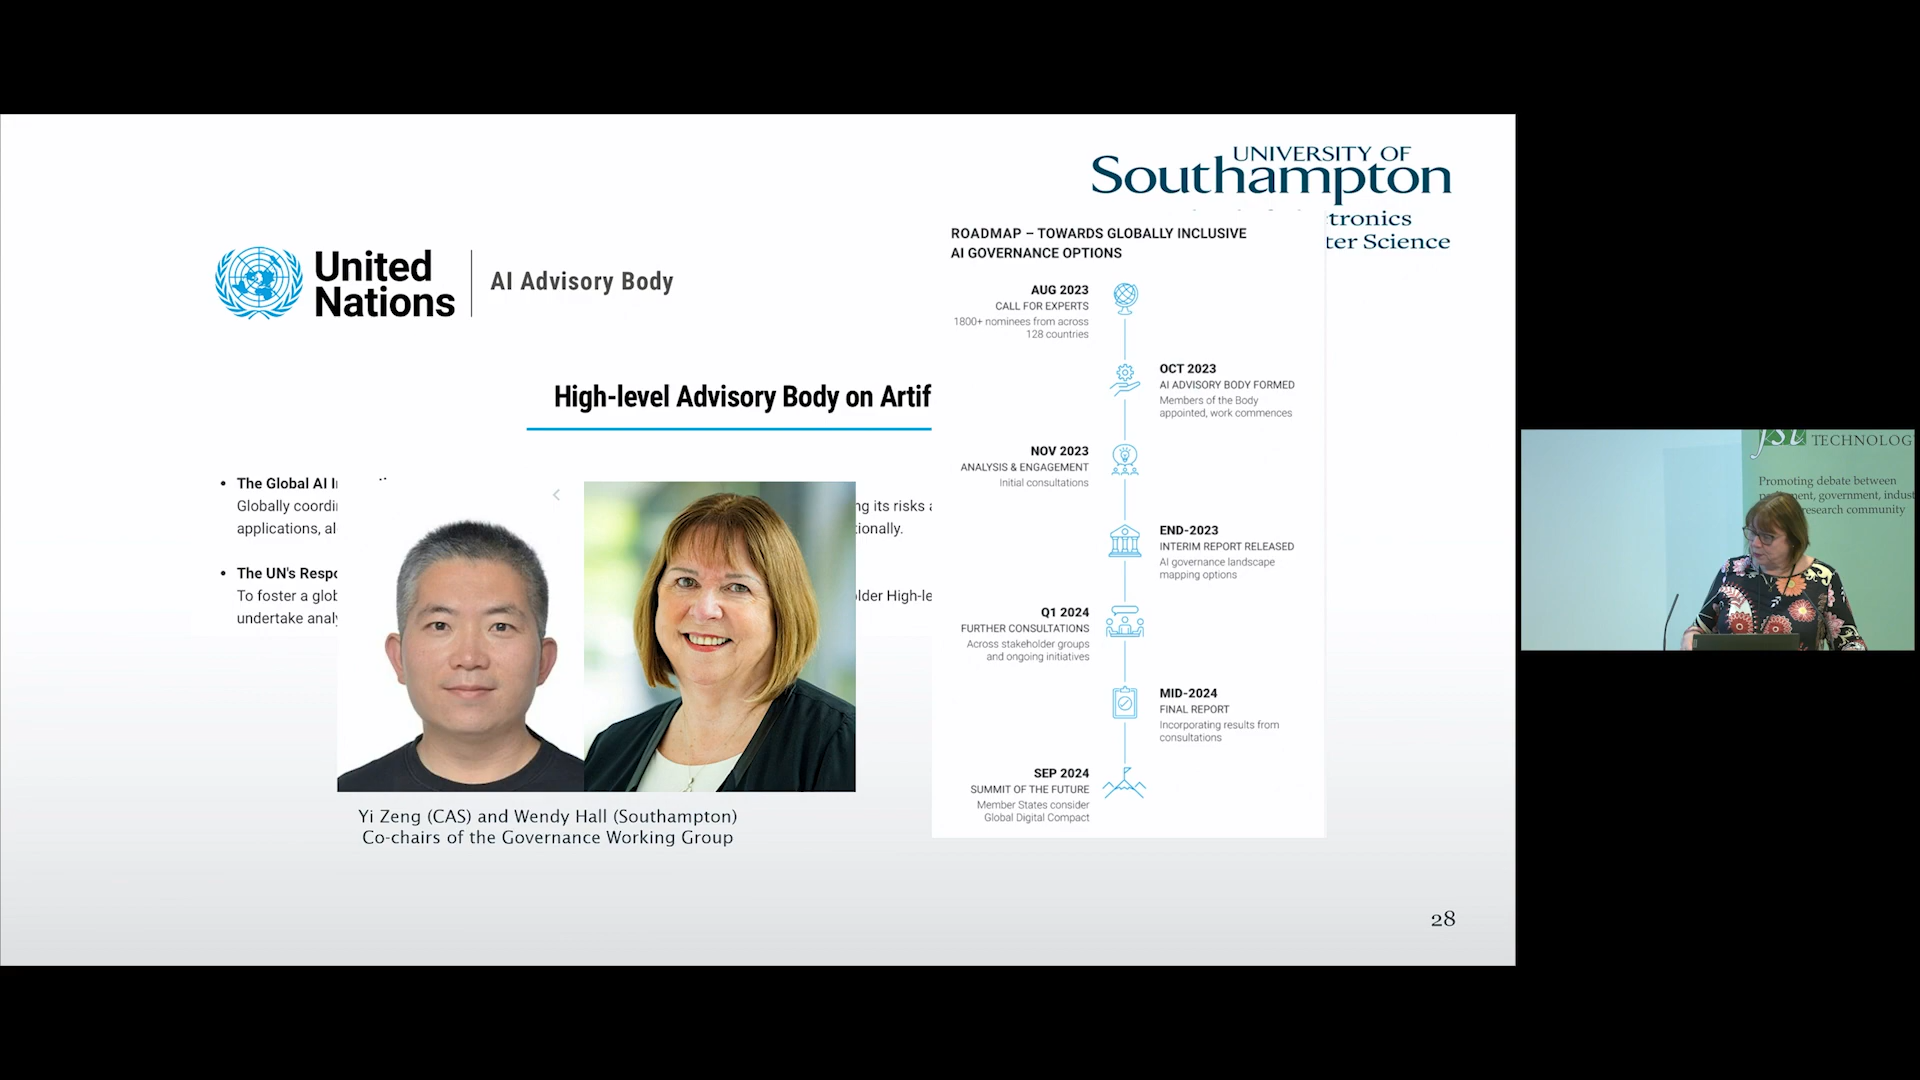 UNIVERSITY OF
Southampton
ctronics
ter Science
United
Nations
AI Advisory Body
High-level Advisory Body on Artif
• The Global AI I
Globally coordi
ng its risks a
applications, al
tionally.
• The UN's Respo
To foster a glob
older High-le
undertake analy
Yi Zeng (CAS) and Wendy Hall (Southampton)
Co-chairs of the Governance Working Group
ROADMAP – TOWARDS GLOBALLY INCLUSIVE
AI GOVERNANCE OPTIONS
AUG 2023
CALL FOR EXPERTS
1800+ nominees from across
128 countries
OCT 2023
AI ADVISORY BODY FORMED
Members of the Body
appointed, work commences
NOV 2023
ANALYSIS & ENGAGEMENT
Initial consultations
END-2023
INTERIM REPORT RELEASED
AI governance landscape
mapping options
Q1 2024
FURTHER CONSULTATIONS
Across stakeholder groups
and ongoing initiatives
MID-2024
FINAL REPORT
Incorporating results from
consultations
SEP 2024
SUMMIT OF THE FUTURE
Member States consider
Global Digital Compact
28
fst TECHNOLOG
Promoting debate between
government, indust
research community